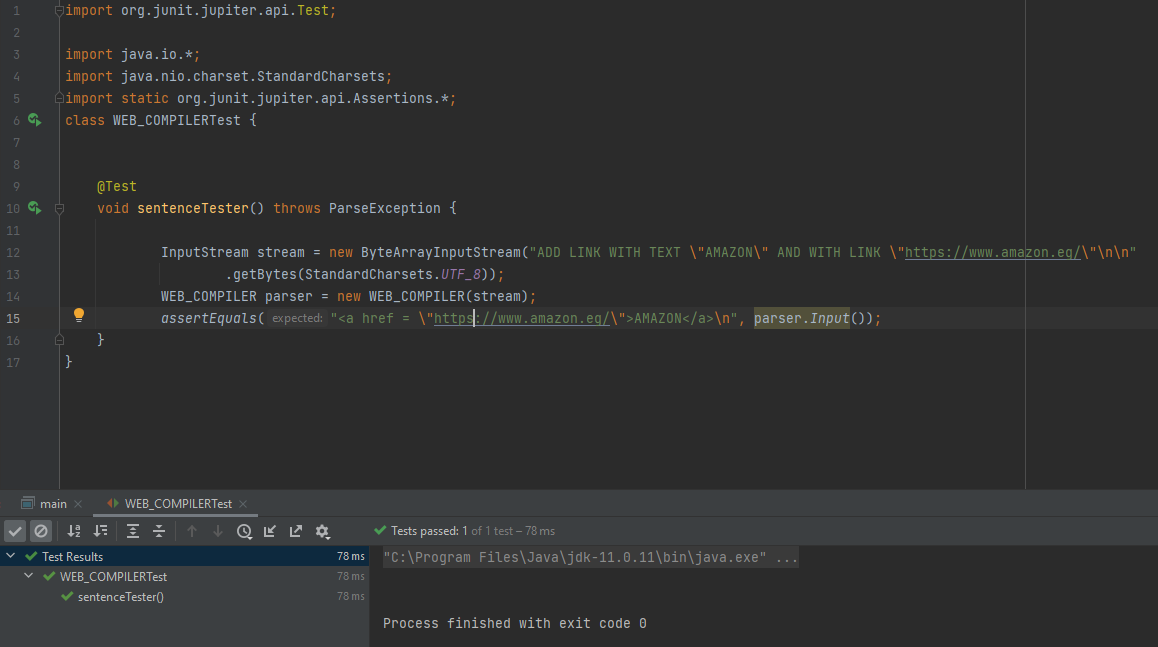 1 import org.junit.jupiter.api.Test;
2
3 import java.io.*;
4 import java.nio.charset.StandardCharsets;
5 import static org.junit.jupiter.api.Assertions.*;
6 class WEB_COMPILERTest {
7
8
9 @Test
10 void sentenceTester() throws ParseException {
11
12 InputStream stream = new ByteArrayInputStream("ADD LINK WITH TEXT \"AMAZON\" AND WITH LINK \"https://www.amazon.eg/\"\n\n"
13 .getBytes(StandardCharsets.UTF_8));
14 WEB_COMPILER parser = new WEB_COMPILER(stream);
15 assertEquals( expected: "<a href = \"https://www.amazon.eg/\">AMAZON</a>\n", parser.Input());
16 }
17 }
main WEB_COMPILERTest
Tests passed: 1 of 1 test – 78 ms
Test Results 78 ms
WEB_COMPILERTest 78 ms
sentenceTester() 78 ms
"C:\Program Files\Java\jdk-11.0.11\bin\java.exe" ...
Process finished with exit code 0